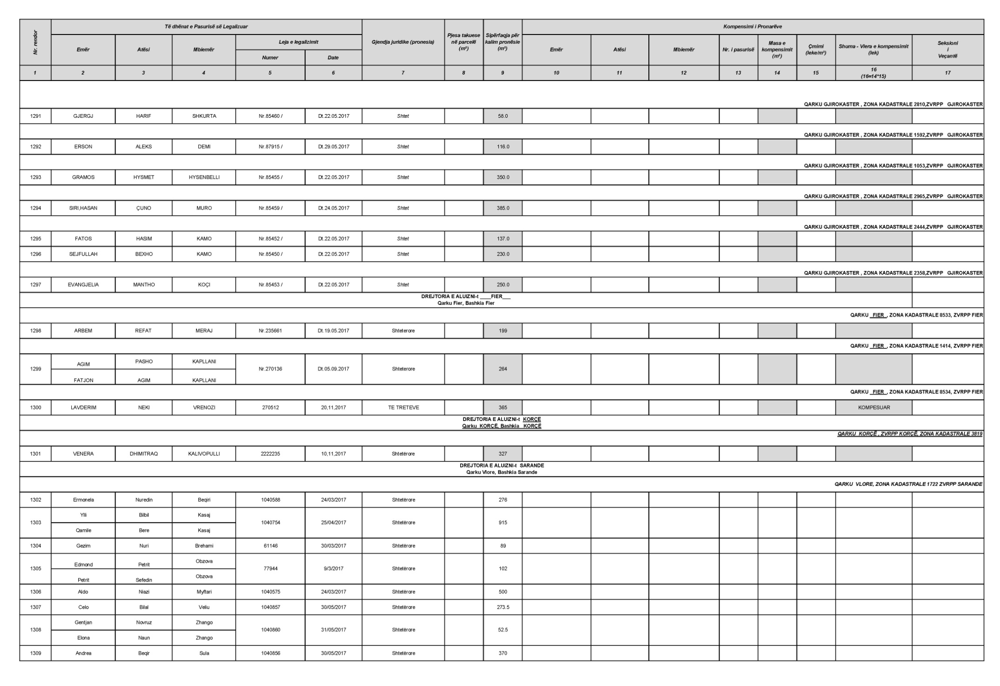 Nr. rendor Të dhënat e Pasurisë së Legalizuar Gjendja juridike (pronesia) Pjesa takuese në parcelë (m²) Sipërfaqja për kalim pronësie (m²) Kompensimi i Pronarëve
Emër Atësi Mbiemër Leja e legalizimit Emër Atësi Mbiemër Nr. i pasurisë Masa e kompensimit (m²) Çmimi (leke/m²) Shuma - Vlera e kompensimit (lek) Seksioni i Veçantë
Numer Date
1 2 3 4 5 6 7 8 9 10 11 12 13 14 15 16 (16=14*15) 17
QARKU GJIROKASTER , ZONA KADASTRALE 2810,ZVRPP GJIROKASTER
1291 GJERGJ HARIF SHKURTA Nr.85460 / Dt.22.05.2017 Shtet 58.0
QARKU GJIROKASTER , ZONA KADASTRALE 1592,ZVRPP GJIROKASTER
1292 ERSON ALEKS DEMI Nr.87915 / Dt.29.05.2017 Shtet 116.0
QARKU GJIROKASTER , ZONA KADASTRALE 1053,ZVRPP GJIROKASTER
1293 GRAMOS HYSMET HYSENBELLI Nr.85455 / Dt.22.05.2017 Shtet 350.0
QARKU GJIROKASTER , ZONA KADASTRALE 2965,ZVRPP GJIROKASTER
1294 SIRI,HASAN ÇUNO MURO Nr.85459 / Dt.24.05.2017 Shtet 385.0
QARKU GJIROKASTER , ZONA KADASTRALE 2444,ZVRPP GJIROKASTER
1295 FATOS HASIM KAMO Nr.85452 / Dt.22.05.2017 Shtet 137.0
1296 SEJFULLAH BEXHO KAMO Nr.85450 / Dt.22.05.2017 Shtet 230.0
QARKU GJIROKASTER , ZONA KADASTRALE 2358,ZVRPP GJIROKASTER
1297 EVANGJELIA MANTHO KOÇI Nr.85453 / Dt.22.05.2017 Shtet 250.0
DREJTORIA E ALUIZNI-t ____FIER___
Qarku Fier, Bashkia Fier
QARKU _FIER_, ZONA KADASTRALE 8533, ZVRPP FIER
1298 ARBEM REFAT MERAJ Nr.235661 Dt.19.05.2017 Shteterore 199
QARKU _FIER_, ZONA KADASTRALE 1414, ZVRPP FIER
1299 AGIM PASHO KAPLLANI Nr.270136 Dt.05.09.2017 Shteterore 264
FATJON AGIM KAPLLANI
QARKU _FIER_, ZONA KADASTRALE 8534, ZVRPP FIER
1300 LAVDERIM NEKI VRENOZI 270512 20,11,2017 TE TRETEVE 365 KOMPESUAR
DREJTORIA E ALUIZNI-t KORÇË
Qarku KORÇË, Bashkia KORÇË
QARKU KORÇË , ZVRPP KORÇË, ZONA KADASTRALE 3819
1301 VENERA DHIMITRAQ KALIVOPULLI 2222235 10,11,2017 Shtetërore 327
DREJTORIA E ALUIZNI-t SARANDE
Qarku Vlore, Bashkia Sarande
QARKU VLORE, ZONA KADASTRALE 1722 ZVRPP SARANDE
1302 Ermonela Nuredin Beqiri 1040588 24/03/2017 Shtetërore 276
1303 Ylli Bilbil Kasaj 1040754 25/04/2017 Shtetërore 915
Qamile Bere Kasaj
1304 Gezim Nuri Brehami 61146 30/03/2017 Shtetërore 89
1305 Edmond Petrit Obzova 77944 9/3/2017 Shtetërore 102
Petrit Sefedin Obzova
1306 Aldo Niazi Myftari 1040575 24/03/2017 Shtetërore 500
1307 Celo Bilal Veliu 1040857 30/05/2017 Shtetërore 273.5
1308 Gentjan Novruz Zhango 1040860 31/05/2017 Shtetërore 52.5
Elona Naun Zhango
1309 Andrea Beqir Sula 1040856 30/05/2017 Shtetërore 370